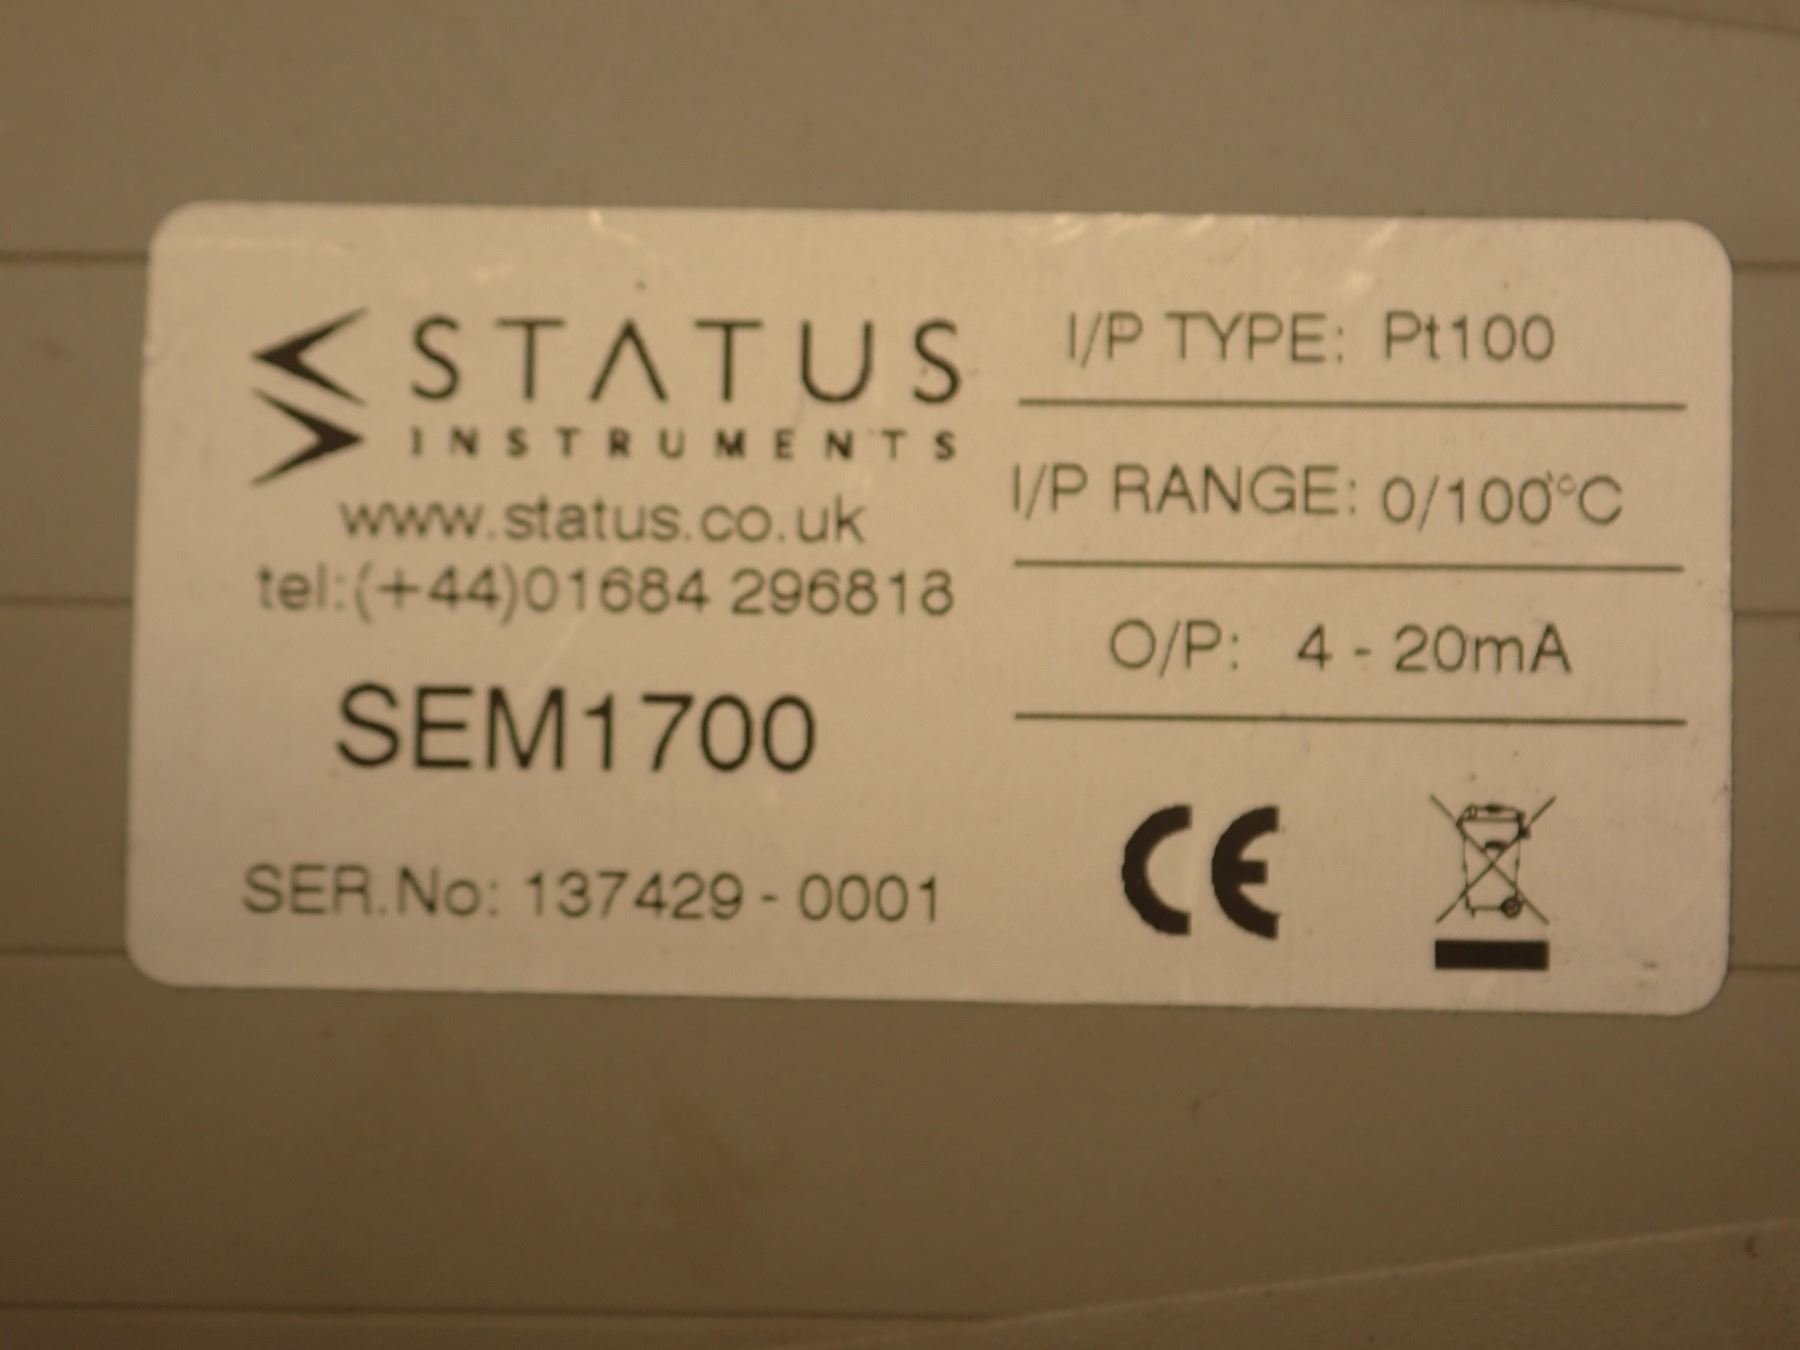 STATUS
INSTRUMENTS
www.status.co.uk
tel:(+44)01684 296818
SEM1700
SER.No: 137429 - 0001
I/P TYPE: Pt100
I/P RANGE: 0/100°C
O/P: 4 - 20mA
CE